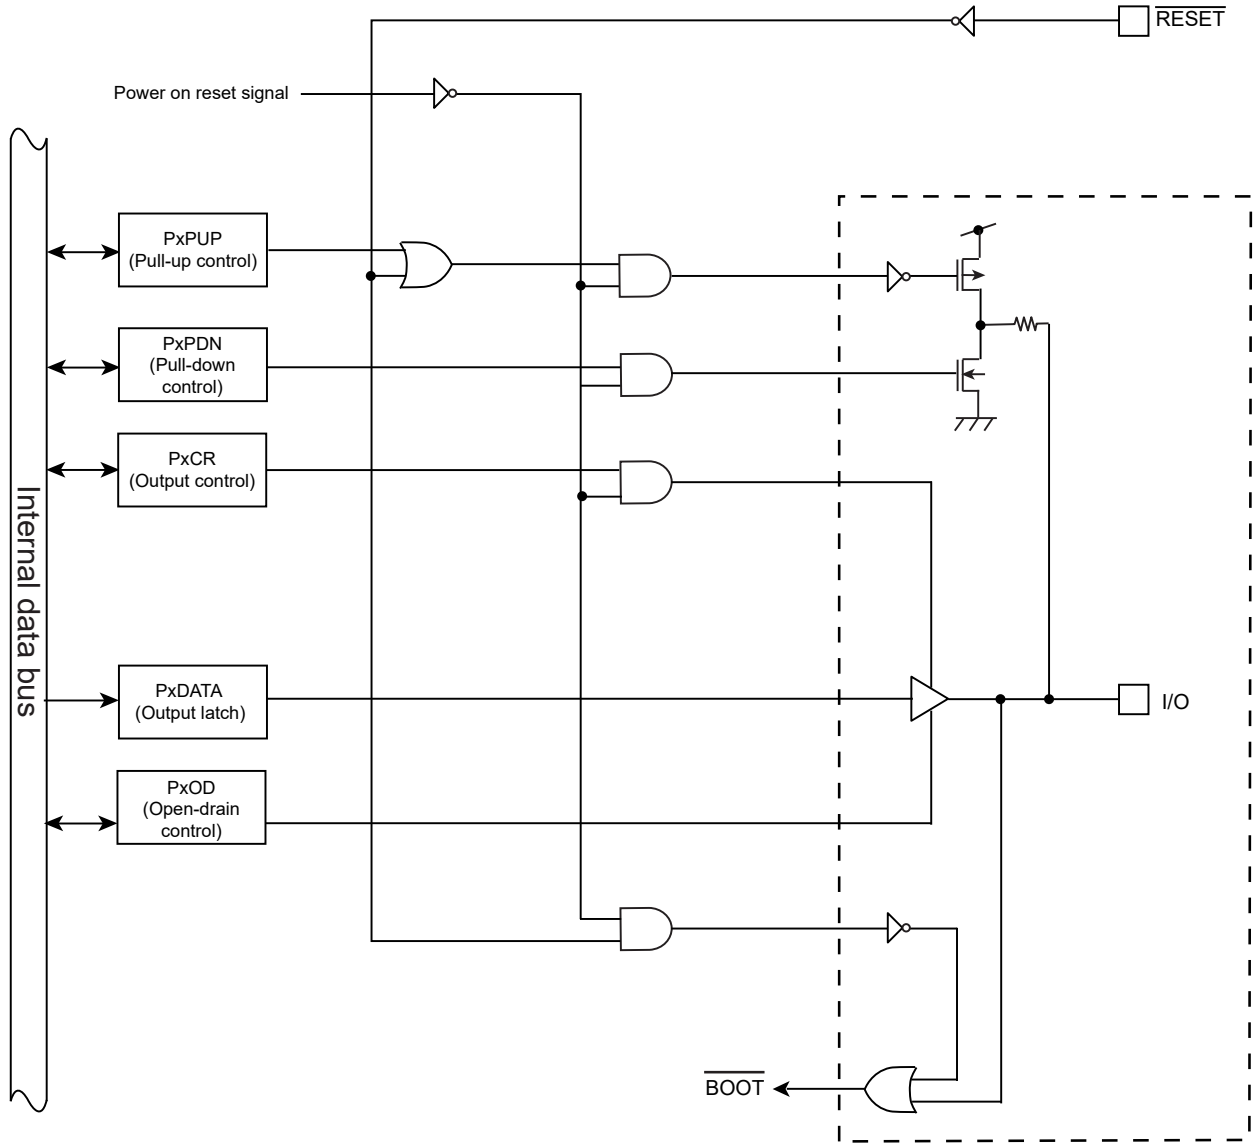 RESET
Power on reset signal
PxPUP
(Pull-up control)
PxPDN
(Pull-down
control)
PxCR
(Output control)
Internal data bus
PxDATA
(Output latch)
I/O
PxOD
(Open-drain
control)
BOOT